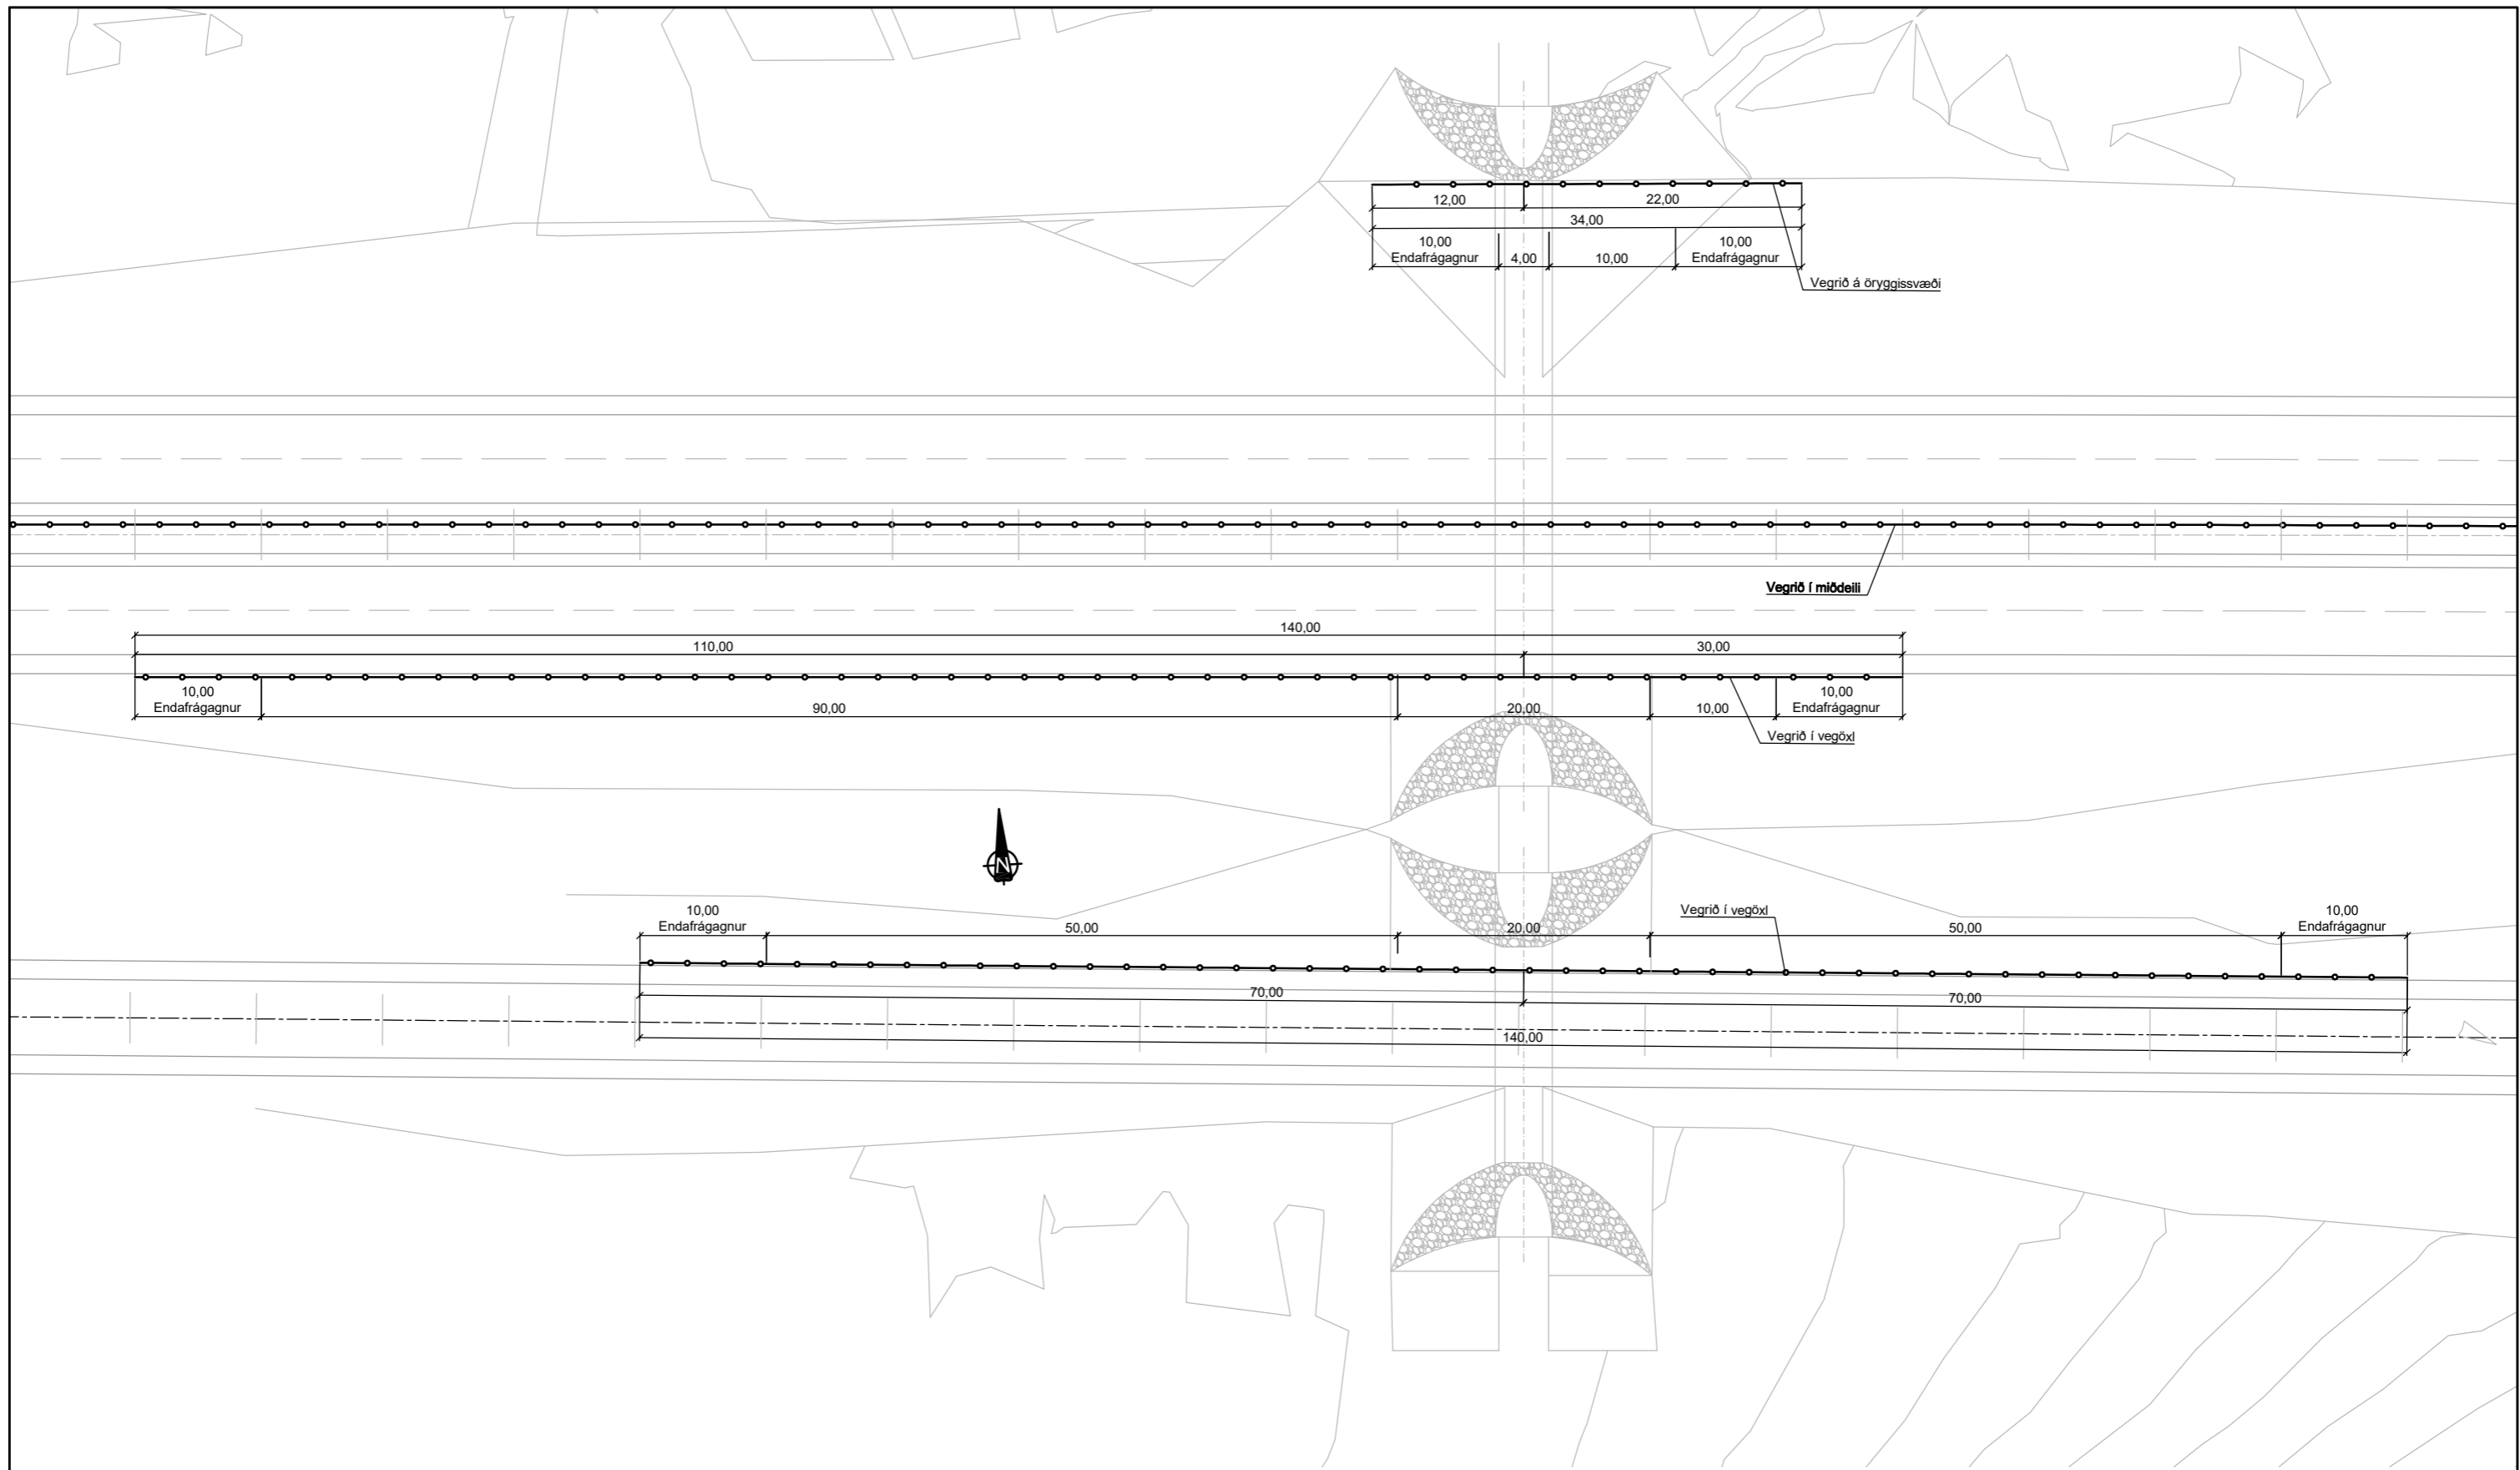 12,00
22,00
34,00
10,00
Endafrágagnur
4,00
10,00
10,00
Endafrágagnur
Vegrið á öryggissvæði
Vegrið í miðdeili
140,00
110,00
30,00
10,00
Endafrágagnur
90,00
20,00
10,00
10,00
Endafrágagnur
Vegrið í vegöxl
N
10,00
Endafrágagnur
50,00
20,00
Vegrið í vegöxl
50,00
10,00
Endafrágagnur
70,00
70,00
140,00